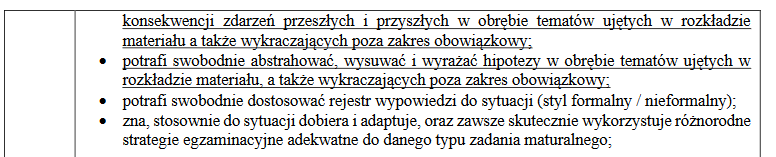 konsekwencji zdarzeń przeszłych i przyszłych w obrębie tematów ujętych w rozkładzie
materiału a także wykraczających poza zakres obowiązkowy;
• potrafi swobodnie abstrahować, wysuwać i wyrażać hipotezy w obrębie tematów ujętych w
rozkładzie materiału, a także wykraczających poza zakres obowiązkowy;
• potrafi swobodnie dostosować rejestr wypowiedzi do sytuacji (styl formalny / nieformalny);
• zna, stosownie do sytuacji dobiera i adaptuje, oraz zawsze skutecznie wykorzystuje różnorodne
strategie egzaminacyjne adekwatne do danego typu zadania maturalnego;